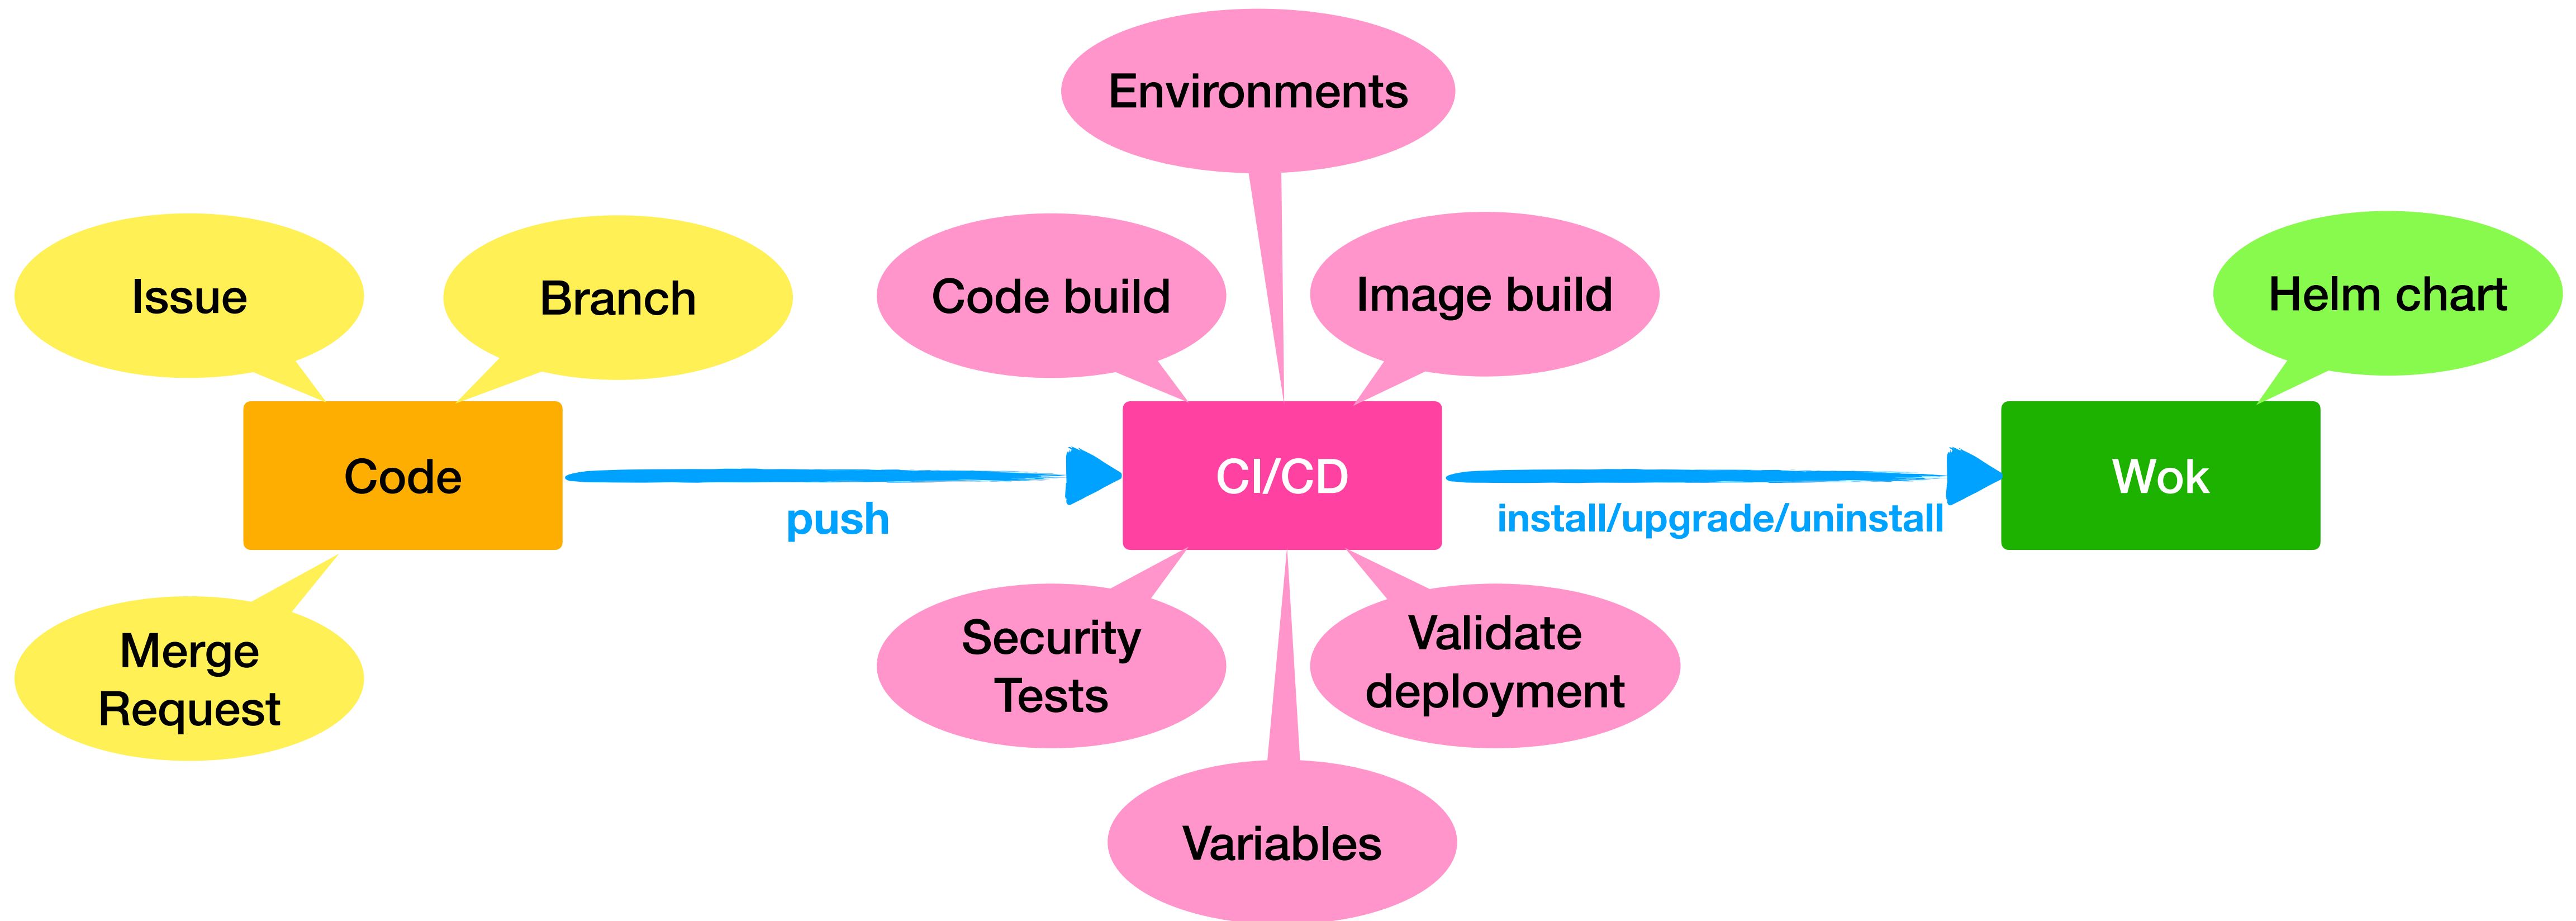 Environments
Issue
Branch
Code build
Image build
Helm chart
Code
push
CI/CD
install/upgrade/uninstall
Wok
Merge
Request
Security
Tests
Validate
deployment
Variables